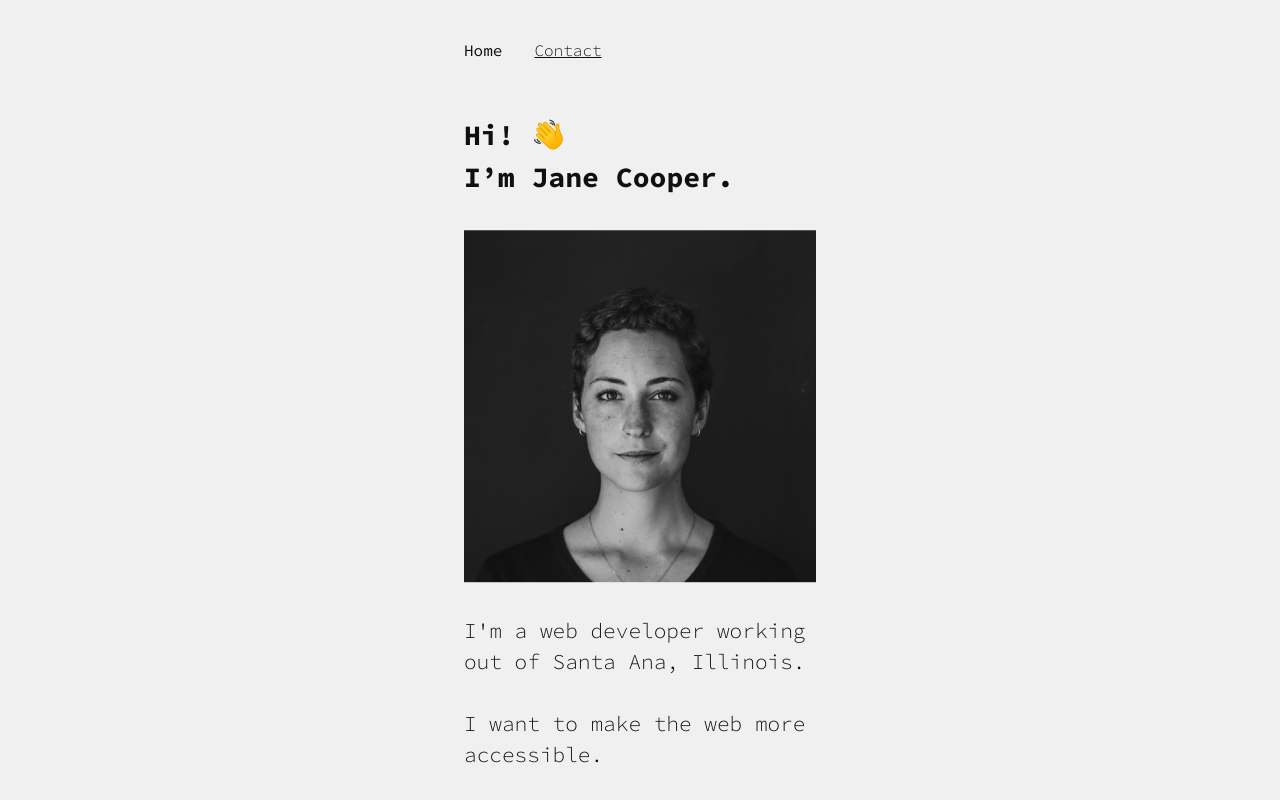 Home Contact
Hi! 👋
I’m Jane Cooper.
I'm a web developer working
out of Santa Ana, Illinois.
I want to make the web more
accessible.